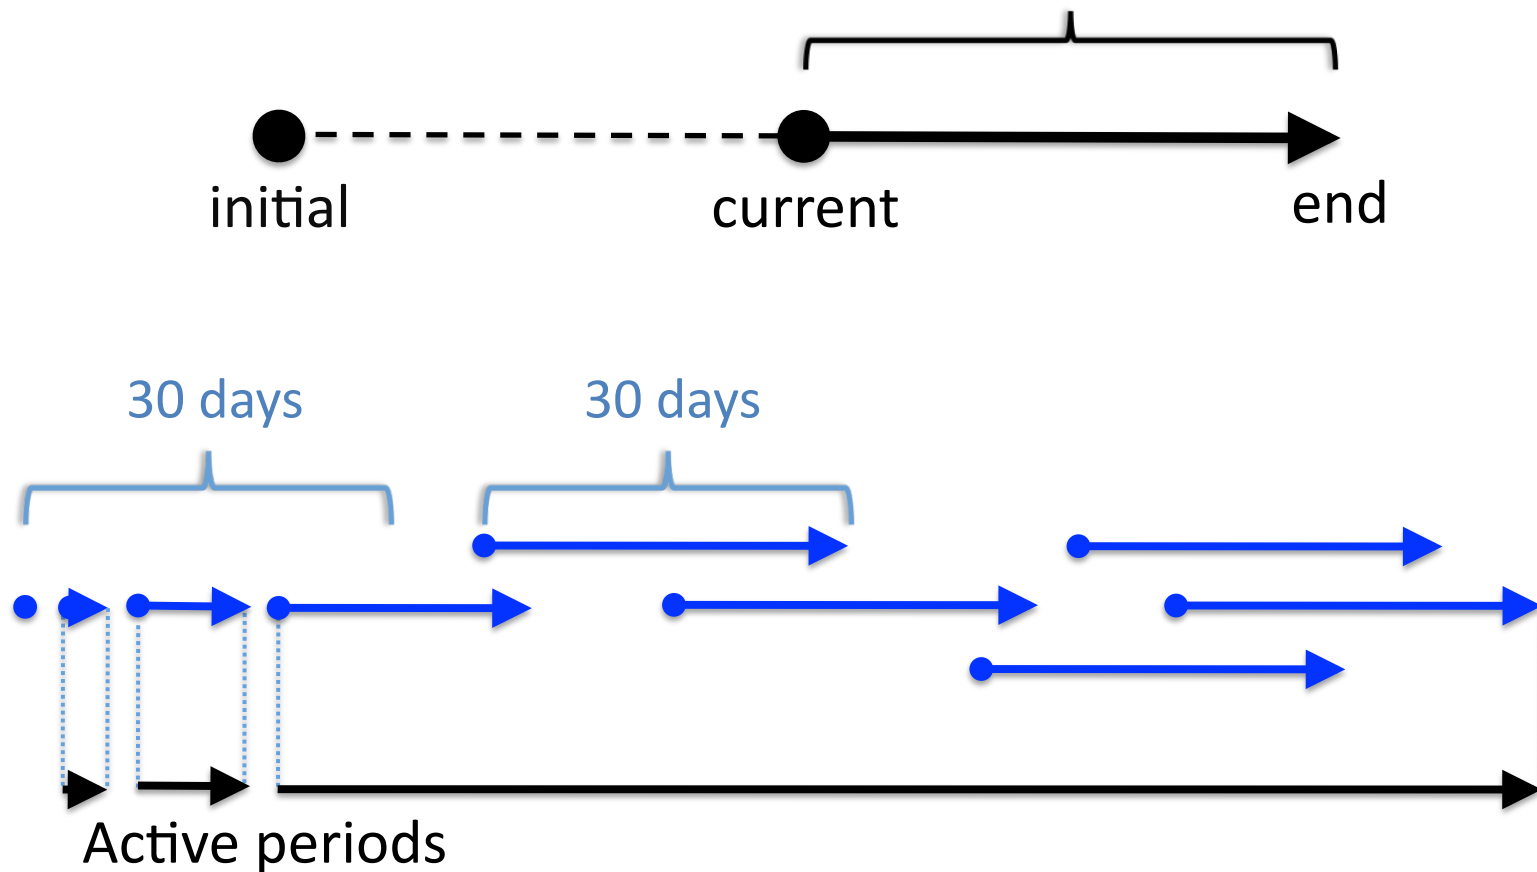 initial
current
end
30 days
30 days
Active periods